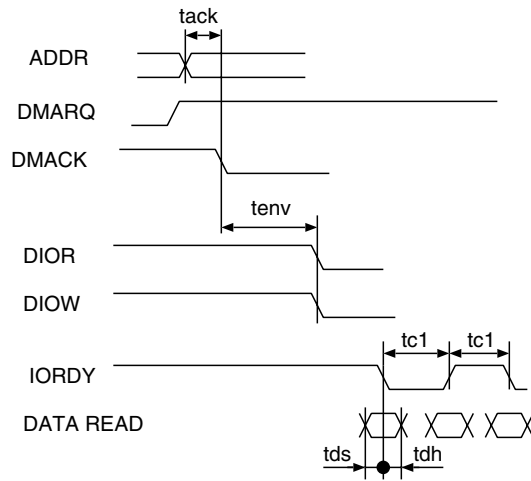 tack
ADDR
DMARQ
DMACK
tenv
DIOR
DIOW
tc1 tc1
IORDY
DATA READ
tds tdh